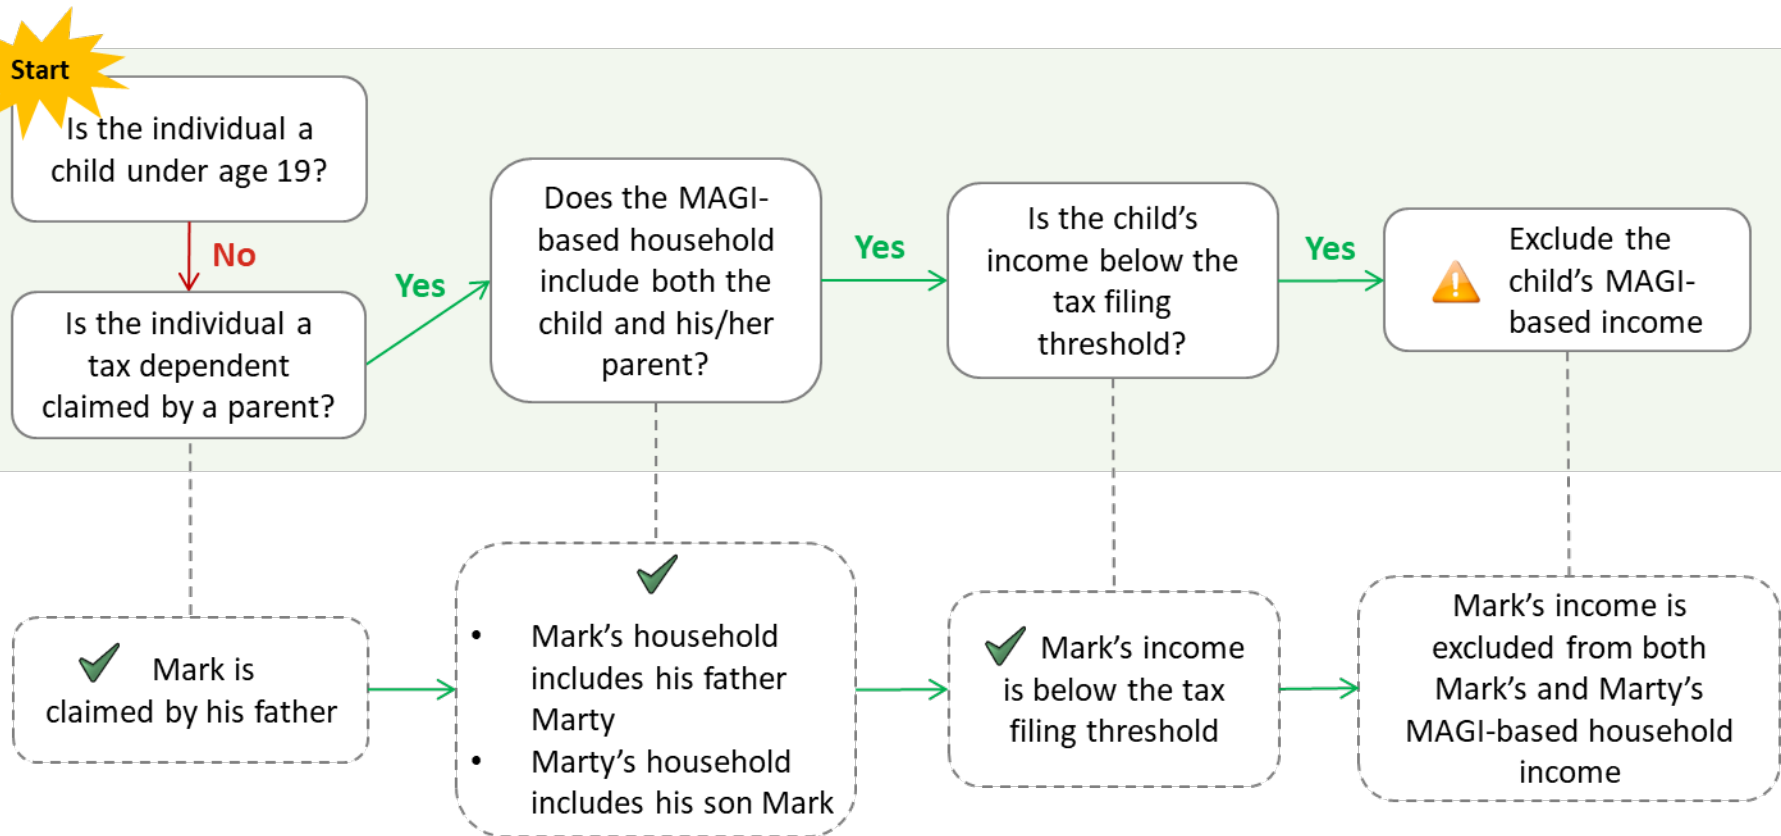 Start
Is the individual a
child under age 19?
No
Is the individual a
tax dependent
claimed by a parent?
Yes
Does the MAGI-
based household
include both the
child and his/her
parent?
Yes
Is the child’s
income below the
tax filing
threshold?
Yes
Exclude the
child’s MAGI-
based income
Mark is
claimed by his father
• Mark’s household
includes his father
Marty
• Marty’s household
includes his son Mark
Mark’s income
is below the tax
filing threshold
Mark’s income is
excluded from both
Mark’s and Marty’s
MAGI-based household
income